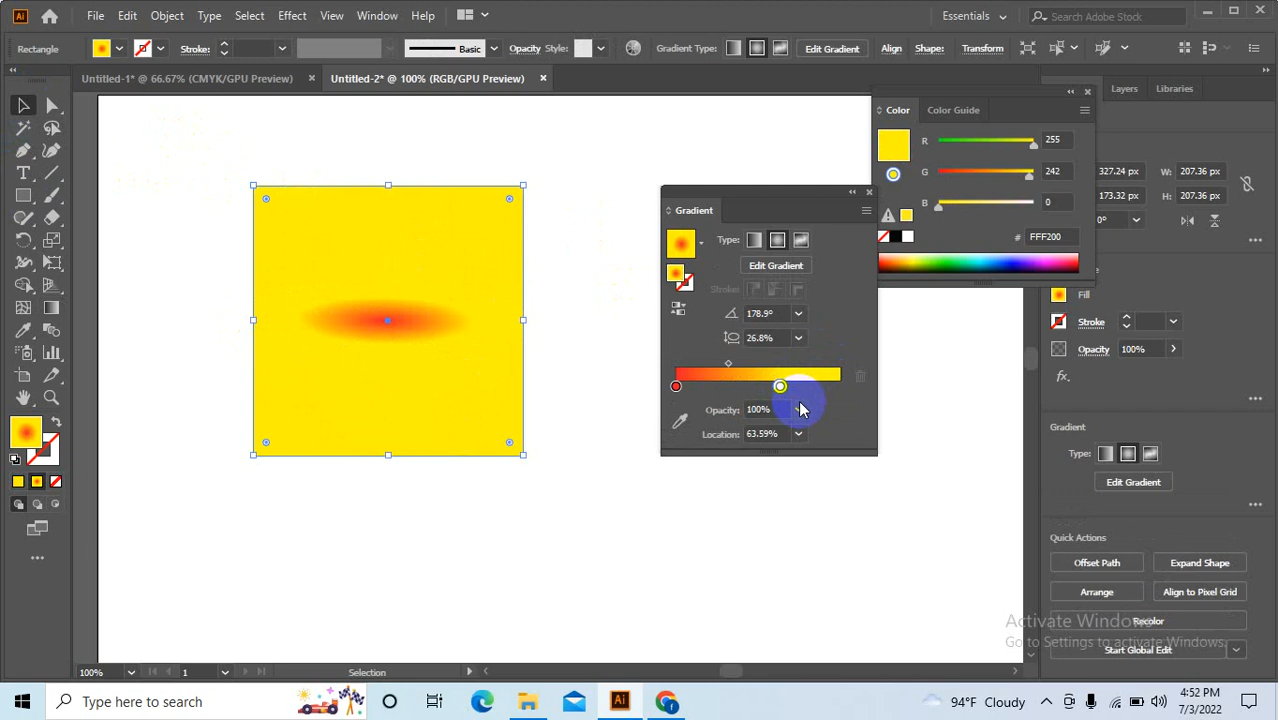 Ai File Edit Object Type Select Effect View Window Help Essentials Search Adobe Stock
Rectangle Stroke: Basic Opacity Style: Gradient Type: Edit Gradient Align Shape: Transform
Untitled-1* @ 66.67% (CMYK/GPU Preview) × Untitled-2* @ 100% (RGB/GPU Preview) ×
Layers Libraries
Color Color Guide
R 255
G 242
B 0
# FFF200
327.24 px W: 207.36 px
173.32 px H: 207.36 px
0°
Gradient
Type:
Edit Gradient
Stroke:
178.9°
26.8%
Opacity: 100%
Location: 63.59%
Fill
Stroke
Opacity 100%
fx.
Gradient
Type:
Edit Gradient
Quick Actions
Offset Path Expand Shape
Arrange Align to Pixel Grid
Recolor
Start Global Edit
Activate Windows
Go to Settings to activate Windows.
100% 1 Selection
Type here to search Ai 94°F Cloudy 4:52 PM
7/3/2022